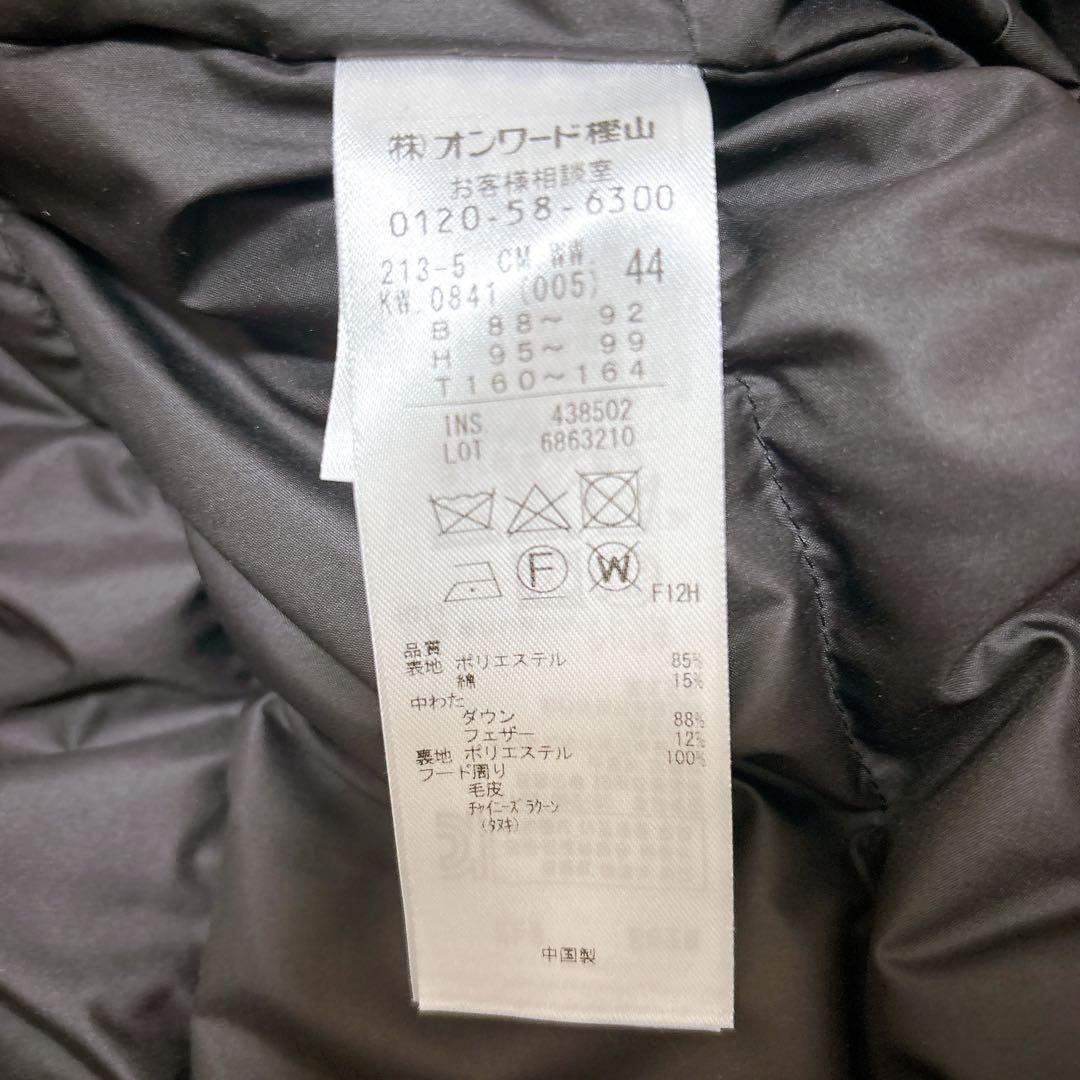 ㈱オンワード樫山
お客様相談室
0120-58-6300
213-5. CM.WW. 44
KW.0841 (005)
B 88～ 92
H 95～ 99
T 160～164
INS 438502
LOT 6863210
F W F12H
品質
表地 ポリエステル 85%
綿 15%
中わた
ダウン 88%
フェザー 12%
裏地 ポリエステル 100%
フード周り
毛皮
ﾁｬｲﾆｰｽﾞﾗｸｰﾝ
(ﾀﾇｷ)
中国製